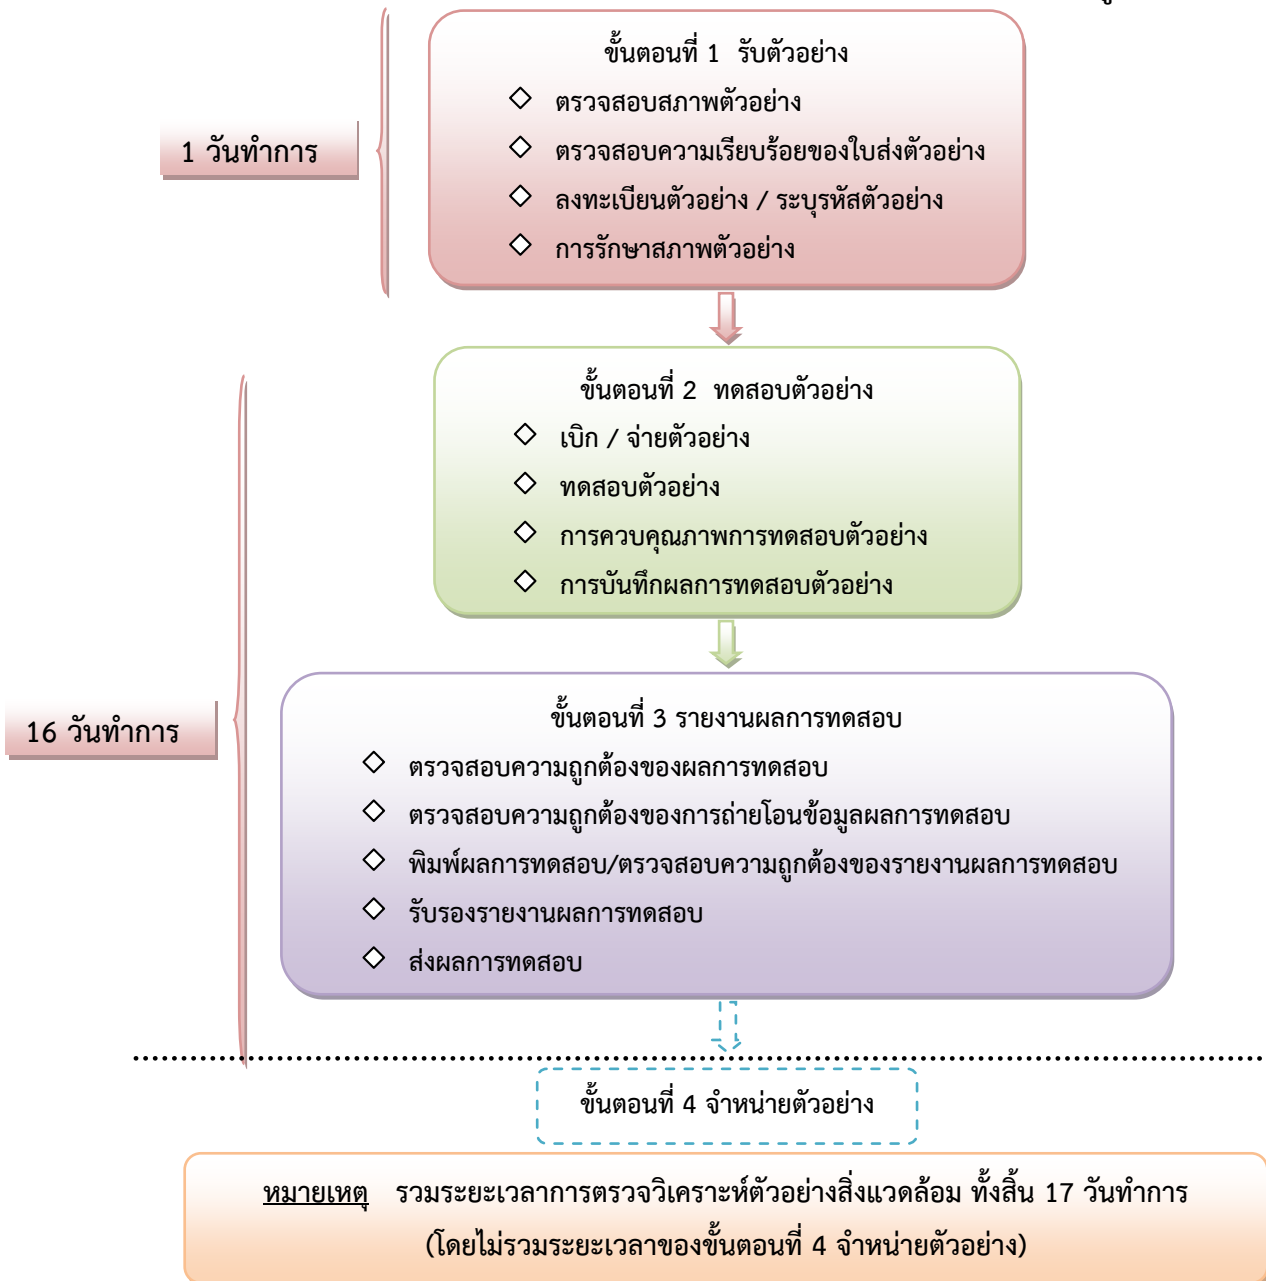 ขั้นตอนที่ 1 รับตัวอย่าง
ตรวจสอบสภาพตัวอย่าง
1 วันทำการ
ตรวจสอบความเรียบร้อยของใบส่งตัวอย่าง
ลงทะเบียนตัวอย่าง / ระบุรหัสตัวอย่าง
การรักษาสภาพตัวอย่าง
ขั้นตอนที่ 2 ทดสอบตัวอย่าง
เบิก / จ่ายตัวอย่าง
ทดสอบตัวอย่าง
การควบคุณภาพการทดสอบตัวอย่าง
การบันทึกผลการทดสอบตัวอย่าง
16 วันทำการ
ขั้นตอนที่ 3 รายงานผลการทดสอบ
ตรวจสอบความถูกต้องของผลการทดสอบ
ตรวจสอบความถูกต้องของการถ่ายโอนข้อมูลผลการทดสอบ
พิมพ์ผลการทดสอบ/ตรวจสอบความถูกต้องของรายงานผลการทดสอบ
รับรองรายงานผลการทดสอบ
ส่งผลการทดสอบ
ขั้นตอนที่ 4 จำหน่ายตัวอย่าง
หมายเหตุ รวมระยะเวลาการตรวจวิเคราะห์ตัวอย่างสิ่งแวดล้อม ทั้งสิ้น 17 วันทำการ
(โดยไม่รวมระยะเวลาของขั้นตอนที่ 4 จำหน่ายตัวอย่าง)